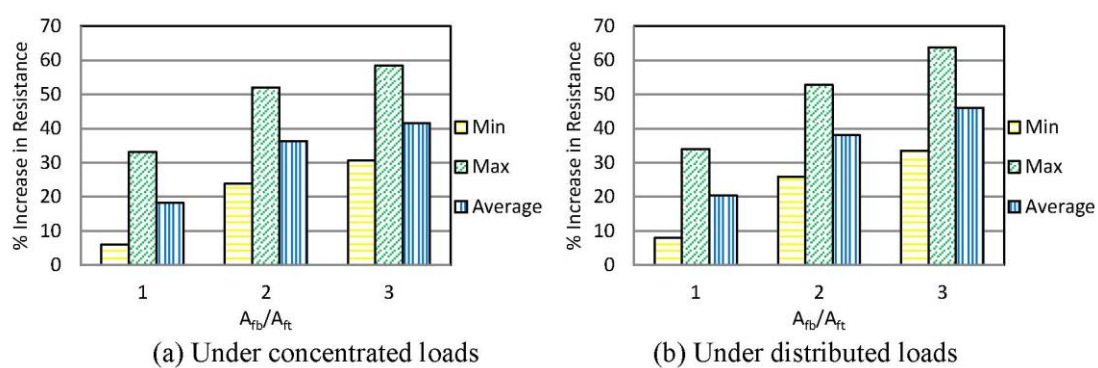 % Increase in Resistance
70
60
50
40
30
20
10
0
1
2
3
A_fb/A_ft
Min
Max
Average
(a) Under concentrated loads
% Increase in Resistance
70
60
50
40
30
20
10
0
1
2
3
A_fb/A_ft
Min
Max
Average
(b) Under distributed loads